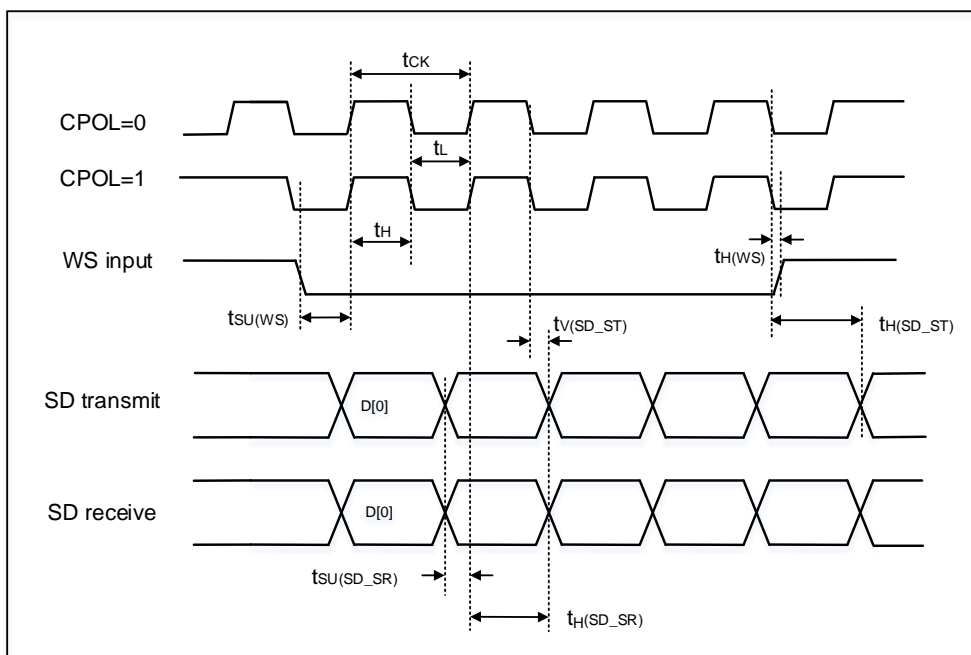 tCK
CPOL=0
tL
CPOL=1
tH
WS input
tH(WS)
tSU(WS)
tV(SD_ST)
tH(SD_ST)
SD transmit
D[0]
SD receive
D[0]
tSU(SD_SR)
tH(SD_SR)